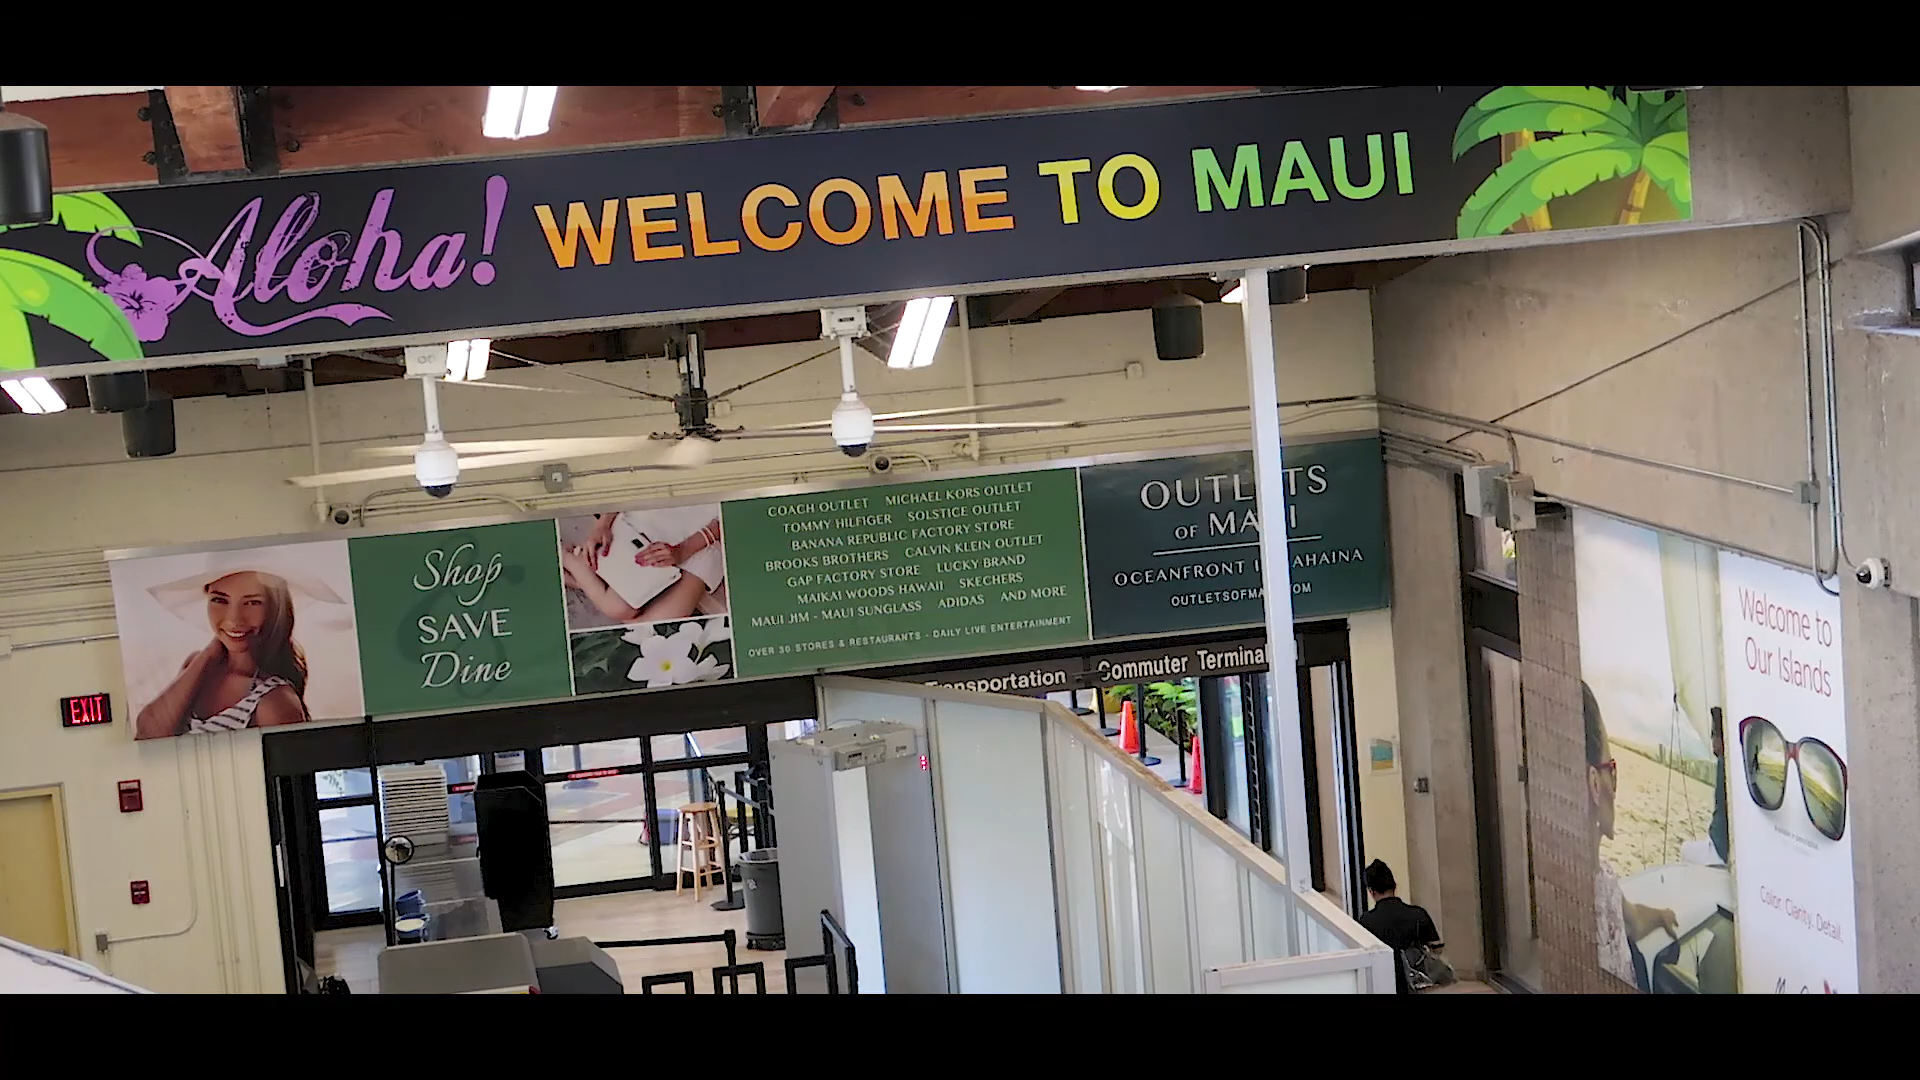 Aloha! WELCOME TO MAUI
Shop
SAVE
Dine
COACH OUTLET MICHAEL KORS OUTLET
TOMMY HILFIGER SOLSTICE OUTLET
BANANA REPUBLIC FACTORY STORE
BROOKS BROTHERS CALVIN KLEIN OUTLET
GAP FACTORY STORE LUCKY BRAND
MAIKAI WOODS HAWAII SKECHERS
MAUI JIM - MAUI SUNGLASS ADIDAS AND MORE
OVER 30 STORES & RESTAURANTS - DAILY LIVE ENTERTAINMENT
OUTLETS
OF MAUI
OCEANFRONT LAHAINA
Transportation
Commuter Terminal
EXIT
Welcome to
Our Islands
Color. Clarity. Detail.